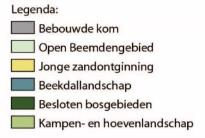 Legenda:
Bebouwde kom
Open Beemdengebied
Jonge zandontginning
Beekdallandschap
Besloten bosgebieden
Kampen- en hoevenlandschap